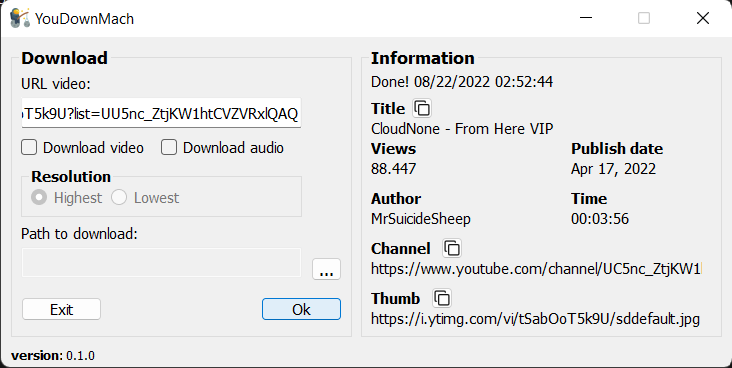 YouDownMach
Download
URL video:
oT5k9U?list=UU5nc_ZtjKW1htCVZVRxlQAQ
Download video
Download audio
Resolution
Highest
Lowest
Path to download:
...
Exit
Ok
Information
Done! 08/22/2022 02:52:44
Title
CloudNone - From Here VIP
Views
Publish date
88.447
Apr 17, 2022
Author
Time
MrSuicideSheep
00:03:56
Channel
https://www.youtube.com/channel/UC5nc_ZtjKW1
Thumb
https://i.ytimg.com/vi/tSabOoT5k9U/sddefault.jpg
version: 0.1.0